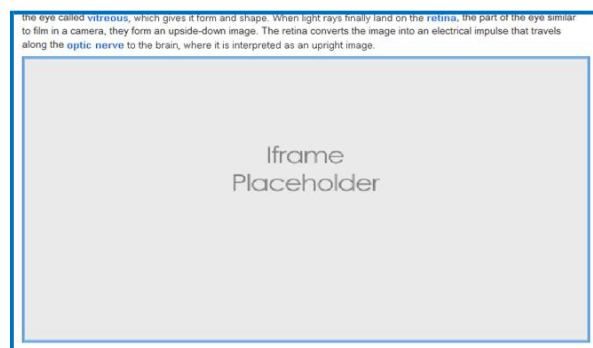 the eye called vitreous, which gives it form and shape. When light rays finally land on the retina, the part of the eye similar
to film in a camera, they form an upside-down image. The retina converts the image into an electrical impulse that travels
along the optic nerve to the brain, where it is interpreted as an upright image.
Iframe
Placeholder